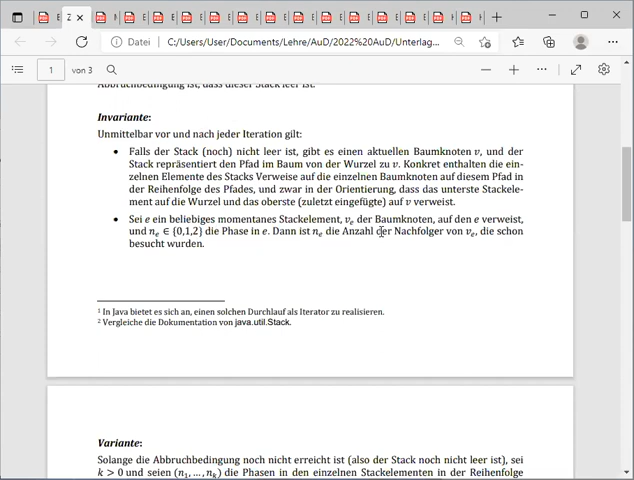 Datei C:/Users/User/Documents/Lehre/AuD/2022%20AuD/Unterlag...
1 von 3
Abbruchbedingung ist, dass dieser Stack leer ist.
Invariante:
Unmittelbar vor und nach jeder Iteration gilt:
• Falls der Stack (noch) nicht leer ist, gibt es einen aktuellen Baumknoten v, und der
Stack repräsentiert den Pfad im Baum von der Wurzel zu v. Konkret enthalten die ein-
zelnen Elemente des Stacks Verweise auf die einzelnen Baumknoten auf diesem Pfad in
der Reihenfolge des Pfades, und zwar in der Orientierung, dass das unterste Stackele-
ment auf die Wurzel und das oberste (zuletzt eingefügte) auf v verweist.
• Sei e ein beliebiges momentanes Stackelement, vₑ der Baumknoten, auf den e verweist,
und nₑ ∈ {0,1,2} die Phase in e. Dann ist nₑ die Anzahl der Nachfolger von vₑ, die schon
besucht wurden.
¹ In Java bietet es sich an, einen solchen Durchlauf als Iterator zu realisieren.
² Vergleiche die Dokumentation von java.util.Stack.
Variante:
Solange die Abbruchbedingung noch nicht erreicht ist (also der Stack noch nicht leer ist), sei
k > 0 und seien (n₁, …, nₖ) die Phasen in den einzelnen Stackelementen in der Reihenfolge